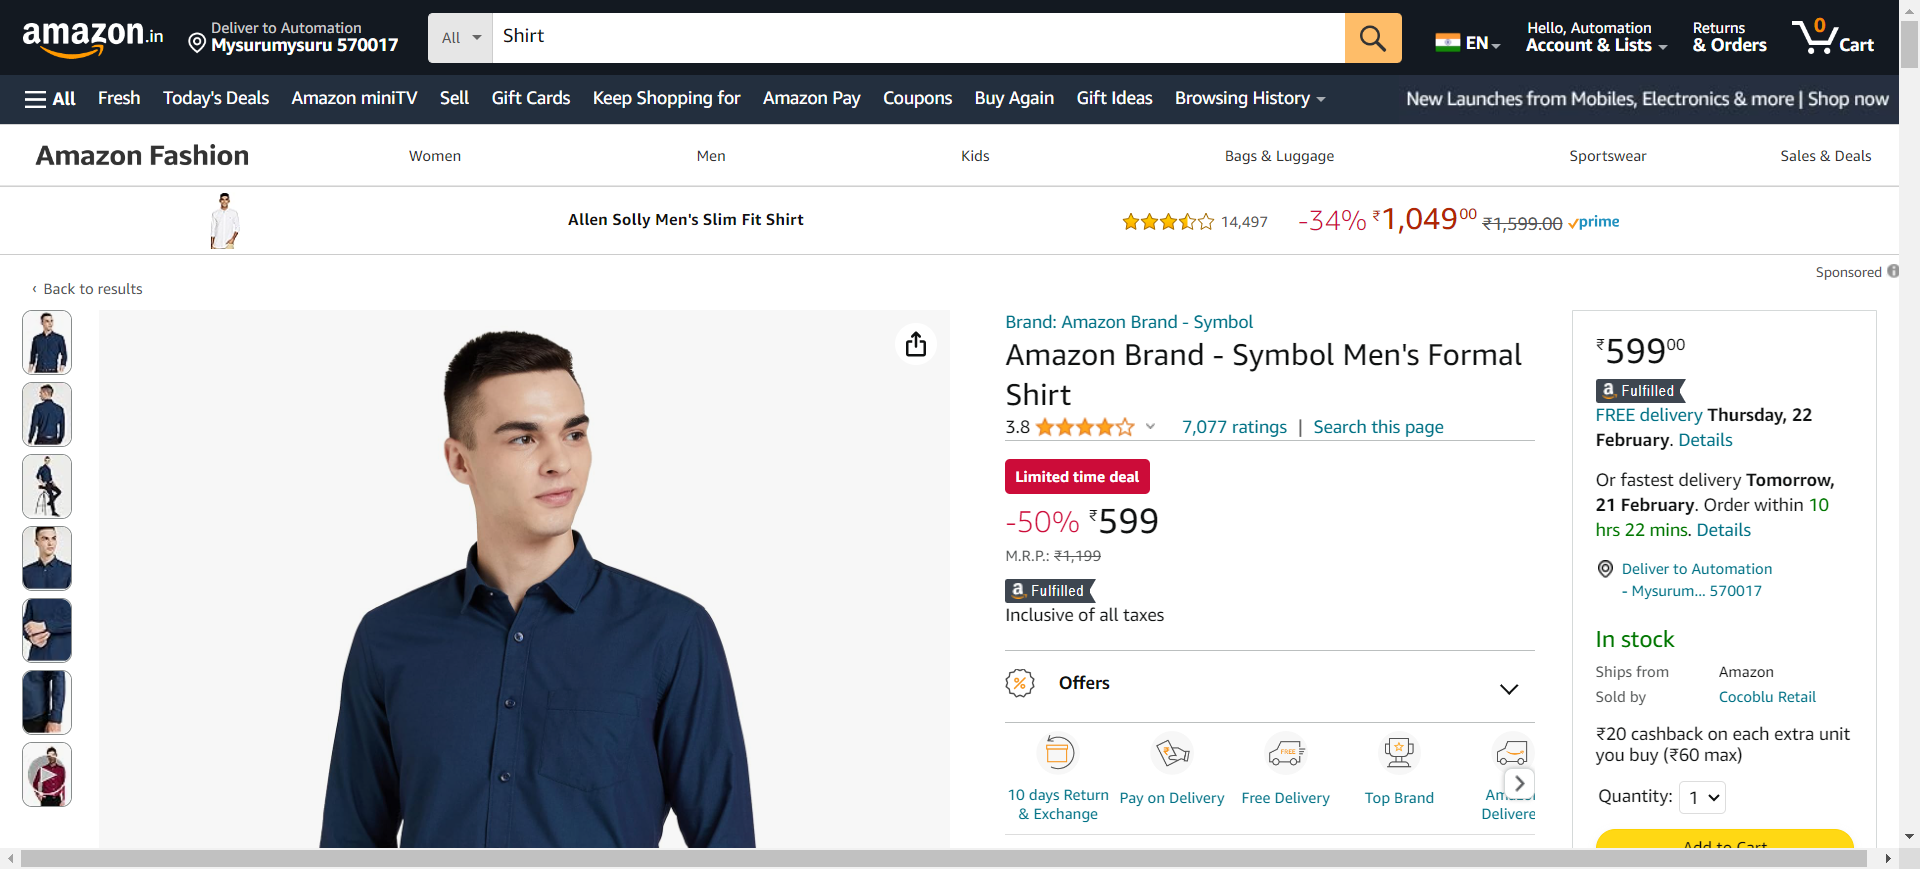 amazon.in
Deliver to Automation
Mysurumysuru 570017
All
Shirt
EN
Hello, Automation
Account & Lists
Returns
& Orders
0
Cart
All
Fresh
Today's Deals
Amazon miniTV
Sell
Gift Cards
Keep Shopping for
Amazon Pay
Coupons
Buy Again
Gift Ideas
Browsing History
New Launches from Mobiles, Electronics & more | Shop now
Amazon Fashion
Women
Men
Kids
Bags & Luggage
Sportswear
Sales & Deals
Allen Solly Men's Slim Fit Shirt
14,497
-34% ₹1,04900 ₹1,599.00 prime
Sponsored
‹ Back to results
Brand: Amazon Brand - Symbol
Amazon Brand - Symbol Men's Formal
Shirt
3.8
7,077 ratings | Search this page
Limited time deal
-50% ₹599
M.R.P.: ₹1,199
a Fulfilled
Inclusive of all taxes
Offers
10 days Return
& Exchange
Pay on Delivery
FREE
Free Delivery
Top Brand
Delivere
₹59900
a Fulfilled
FREE delivery Thursday, 22
February. Details
Or fastest delivery Tomorrow,
21 February. Order within 10
hrs 22 mins. Details
Deliver to Automation
- Mysurum... 570017
In stock
Ships from Amazon
Sold by Cocoblu Retail
₹20 cashback on each extra unit
you buy (₹60 max)
Quantity: 1
Add to Cart